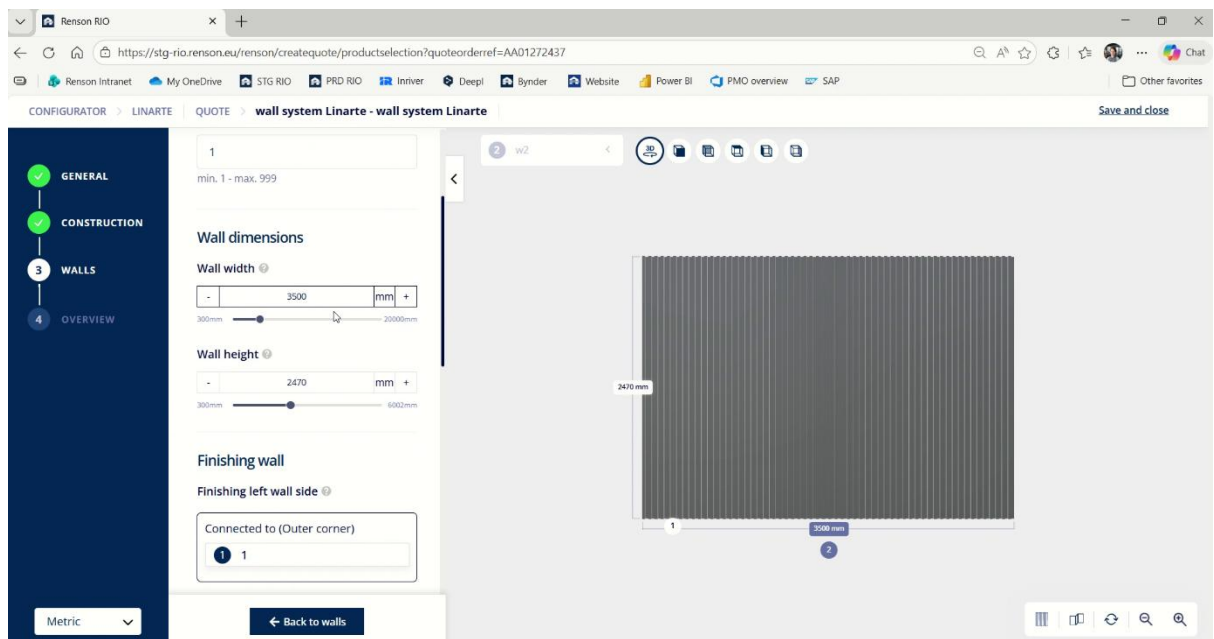 Renson RIO
https://stg-rio.renson.eu/renson/createquote/productselection?quoteorderref=AA01272437
Chat
Renson Intranet My OneDrive STG RIO PRD RIO Inriver Deepl Bynder Website Power BI PMO overview SAP Other favorites
CONFIGURATOR > LINARTE QUOTE > wall system Linarte - wall system Linarte Save and close
GENERAL
CONSTRUCTION
3 WALLS
4 OVERVIEW
Metric
1
min. 1 - max. 999
Wall dimensions
Wall width
- 3500 mm +
300mm 20000mm
Wall height
- 2470 mm +
300mm 6002mm
Finishing wall
Finishing left wall side
Connected to (Outer corner)
1 1
← Back to walls
2 w2
3D
2470 mm
1
3500 mm
2